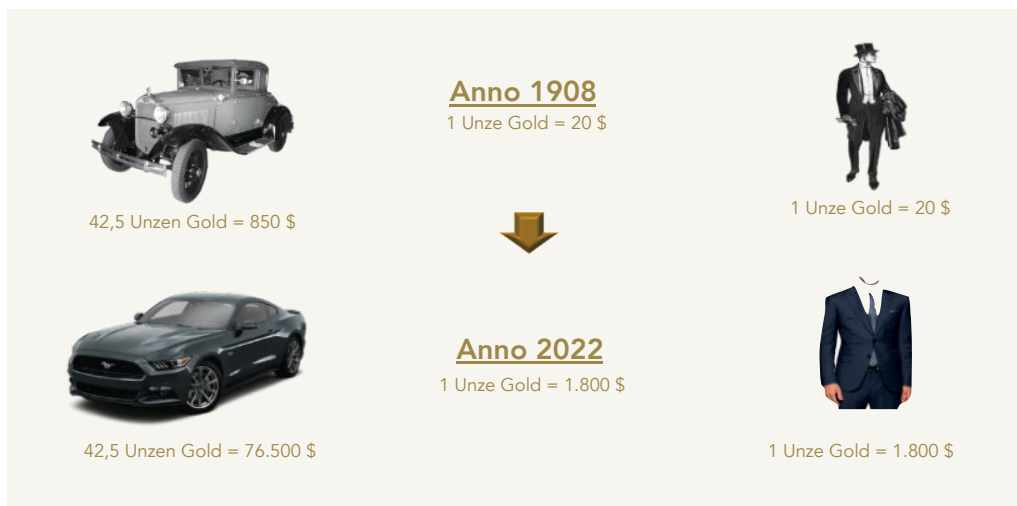 Anno 1908
1 Unze Gold = 20 $
42,5 Unzen Gold = 850 $
1 Unze Gold = 20 $
Anno 2022
1 Unze Gold = 1.800 $
42,5 Unzen Gold = 76.500 $
1 Unze Gold = 1.800 $